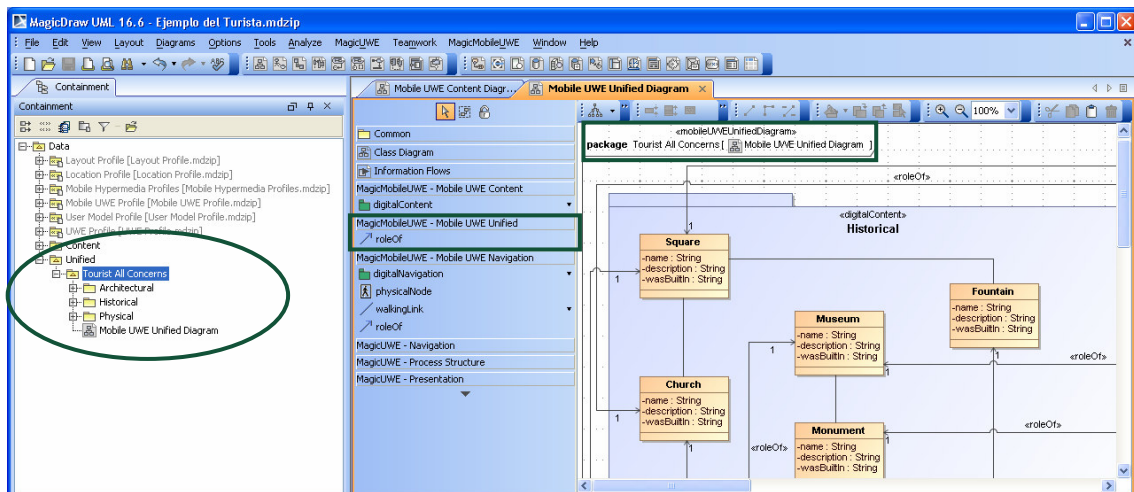 MagicDraw UML 16.6 - Ejemplo del Turista.mdzip
File Edit View Layout Diagrams Options Tools Analyze MagicUWE Teamwork MagicMobileUWE Window Help
Containment
Containment
Data
Layout Profile [Layout Profile.mdzip]
Location Profile [Location Profile.mdzip]
Mobile Hypermedia Profiles [Mobile Hypermedia Profiles.mdzip]
Mobile UWE Profile [Mobile UWE Profile.mdzip]
User Model Profile [User Model Profile.mdzip]
UWE Profile [UWE Profile.mdzip]
Content
Unified
Tourist All Concerns
Architectural
Historical
Physical
Mobile UWE Unified Diagram
Mobile UWE Content Diagr...
Mobile UWE Unified Diagram
100%
Common
Class Diagram
Information Flows
MagicMobileUWE - Mobile UWE Content
digitalContent
MagicMobileUWE - Mobile UWE Unified
roleOf
MagicMobileUWE - Mobile UWE Navigation
digitalNavigation
physicalNode
walkingLink
roleOf
MagicUWE - Navigation
MagicUWE - Process Structure
MagicUWE - Presentation
«mobileUWEUnifiedDiagram»
package Tourist All Concerns [ Mobile UWE Unified Diagram ]
«roleOf»
«digitalContent»
Historical
1
Square
-name : String
-description : String
-wasBuiltIn : String
1
Fountain
-name : String
-description : String
-wasBuiltIn : String
1
Museum
-name : String
-description : String
-wasBuiltIn : String
1
1
«roleOf»
Church
-name : String
-description : String
-wasBuiltIn : String
1
1
Monument
-name : String
-description : String
-wasBuiltIn : String
1
«roleOf»
«roleOf»